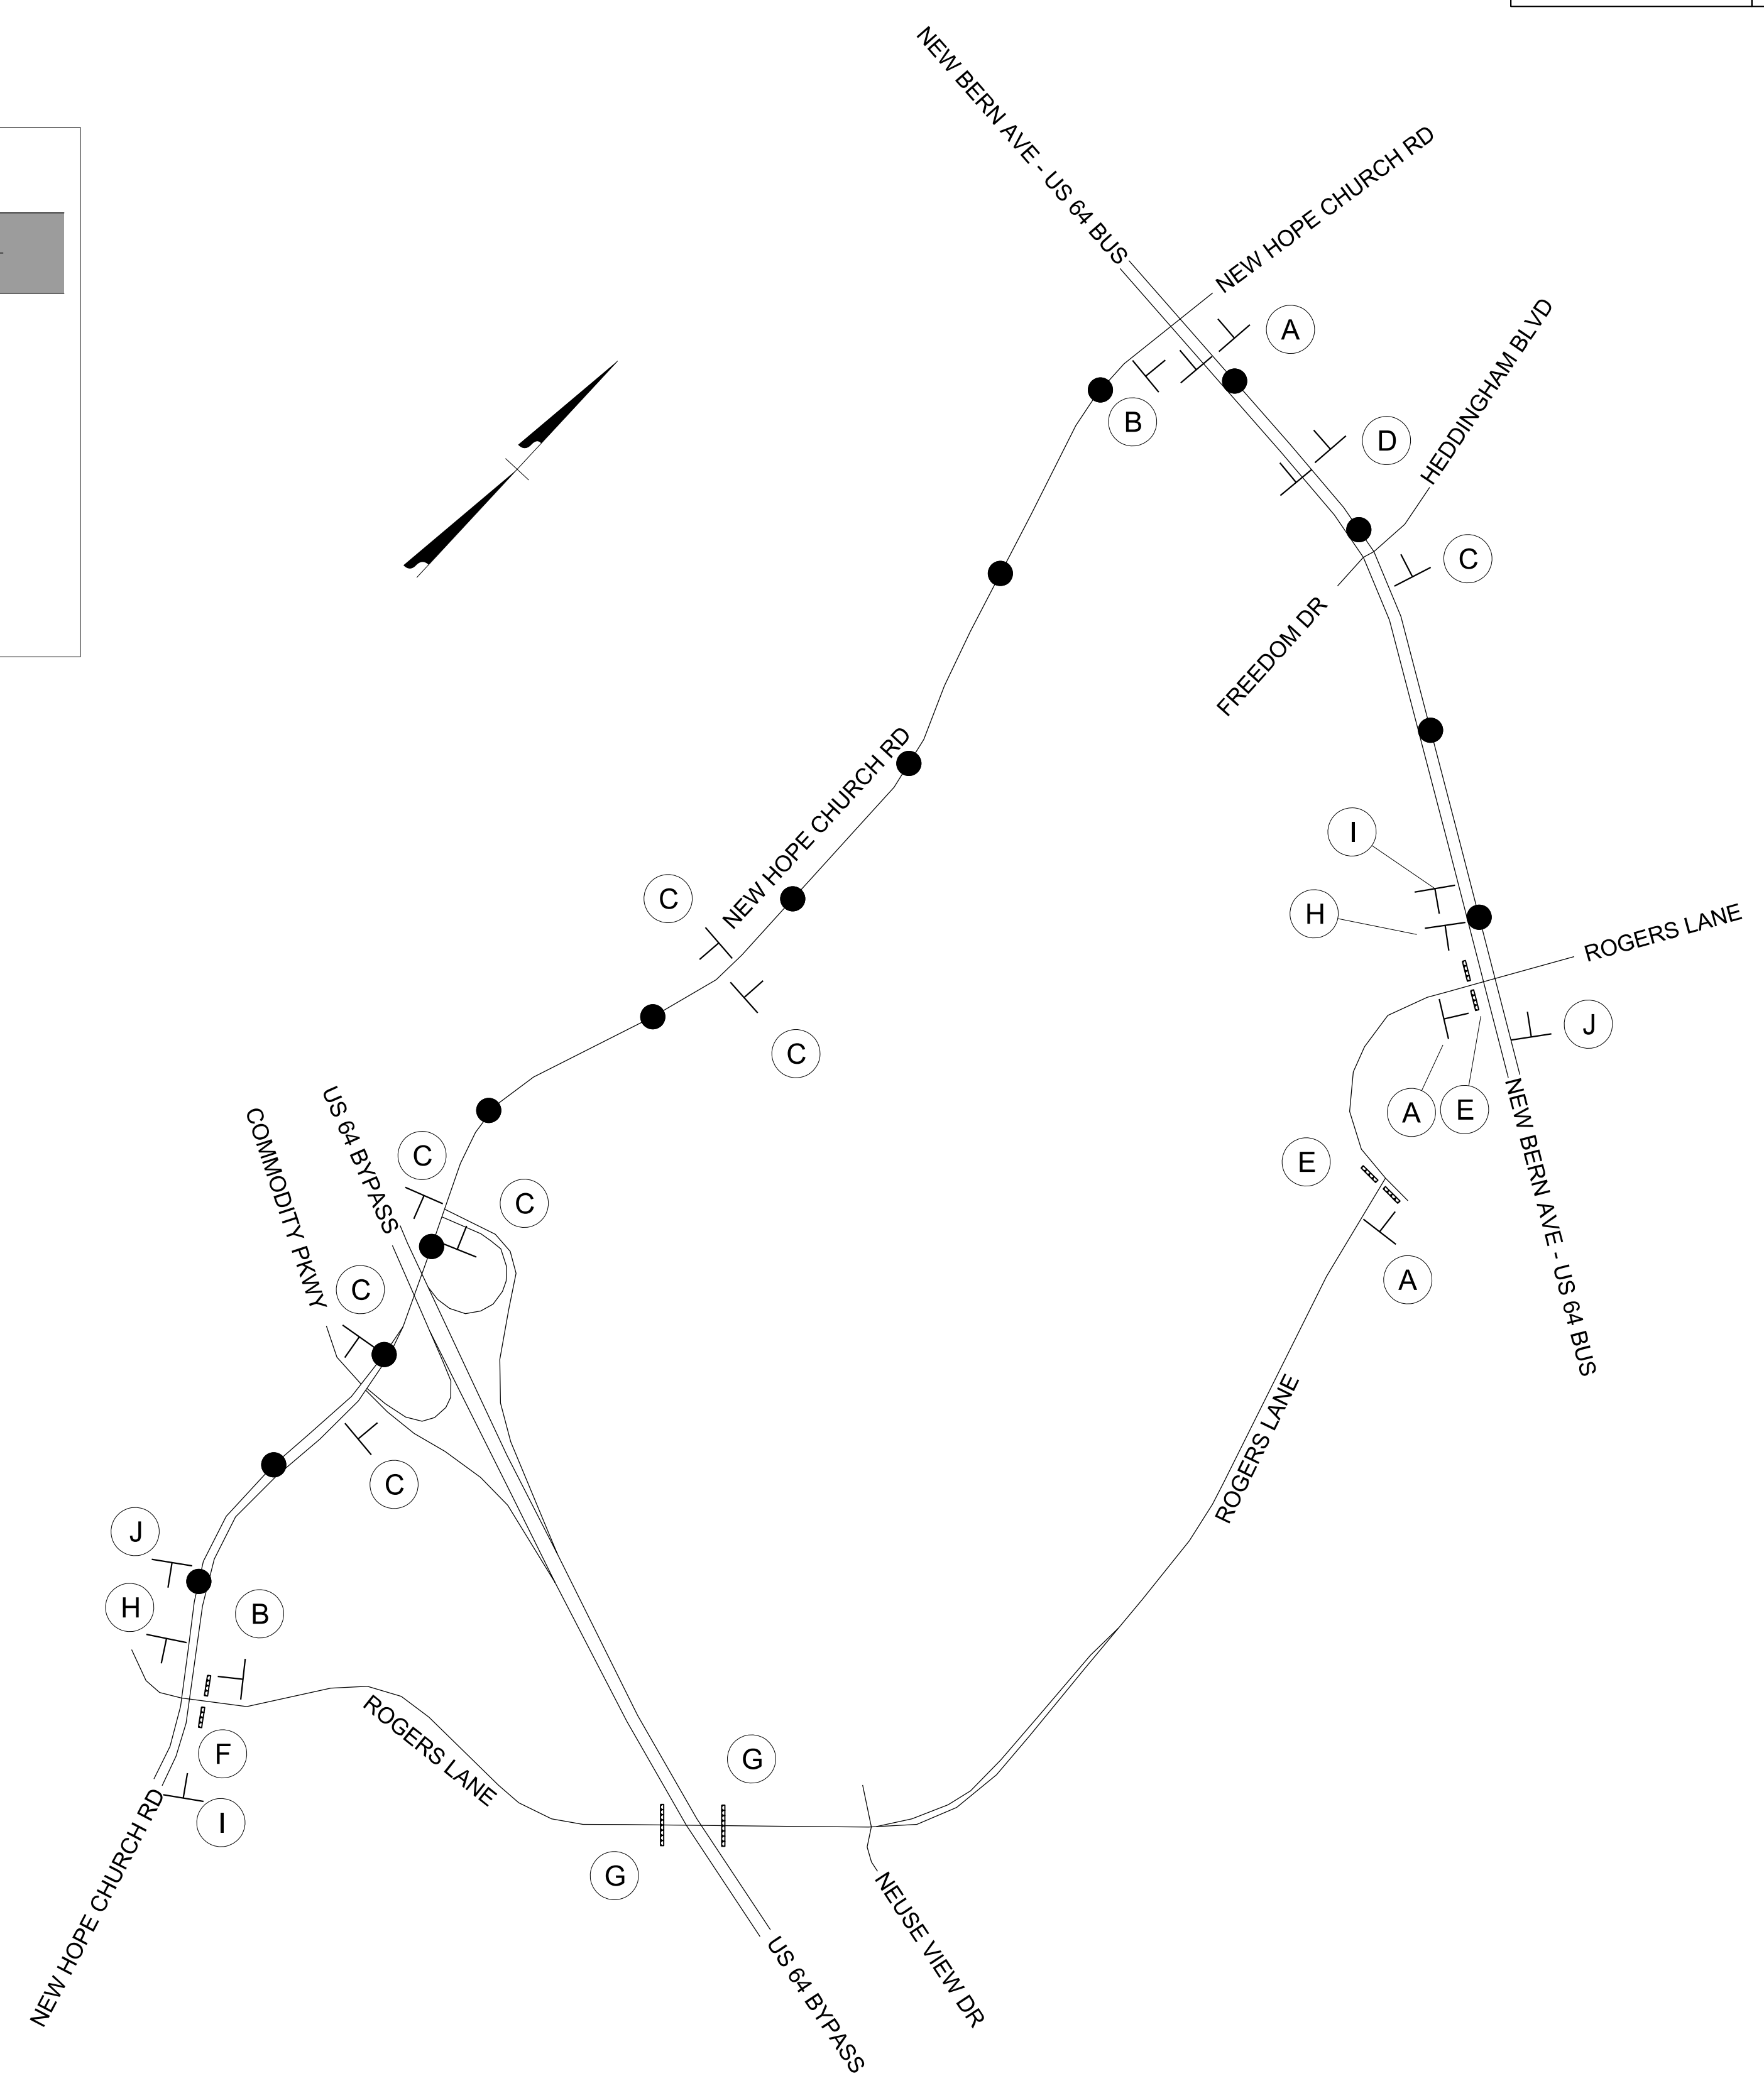 NEW BERN AVE - US 64 BUS
NEW HOPE CHURCH RD
A
HEDDINGHAM BLVD
B
D
C
FREEDOM DR
NEW HOPE CHURCH RD
I
C
H
ROGERS LANE
J
C
A
E
US 64 BYPASS
COMMODITY PKWY
C
E
C
NEW BERN AVE - US 64 BUS
A
C
ROGERS LANE
C
J
H
B
ROGERS LANE
F
G
I
G
NEW HOPE CHURCH RD
NEUSE VIEW DR
US 64 BYPASS